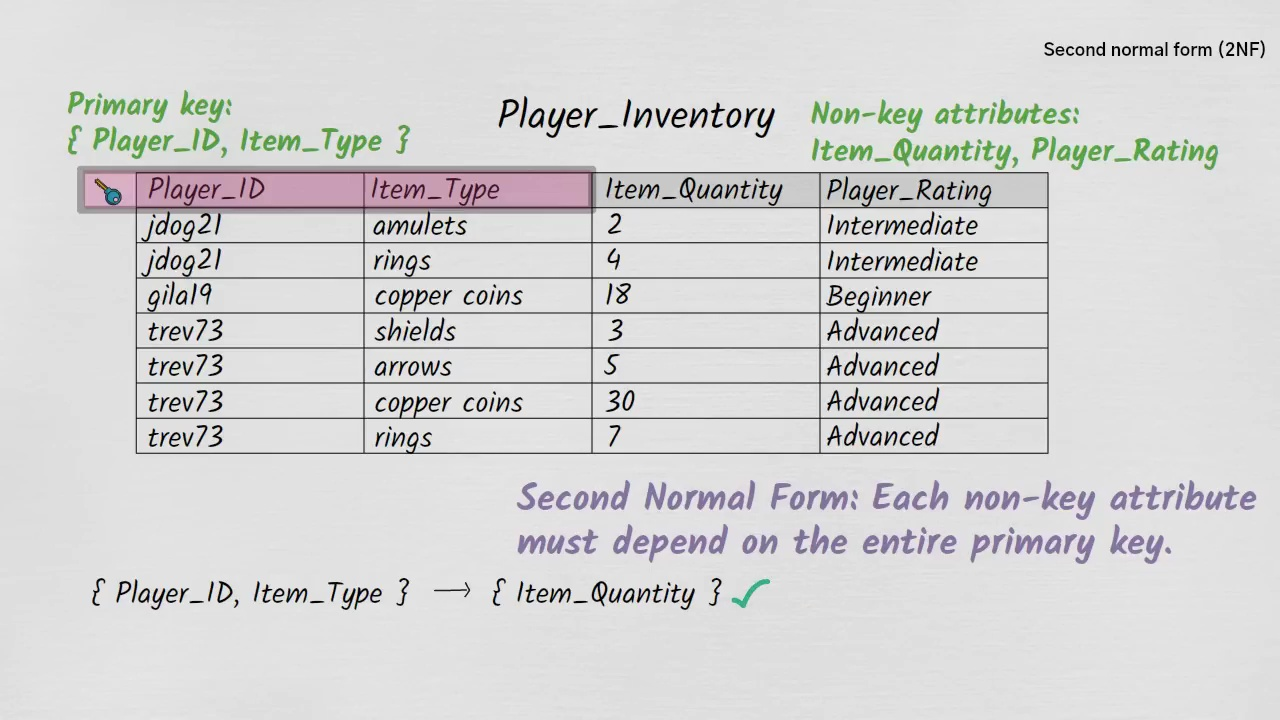 Second normal form (2NF)
Primary key:
{ Player_ID, Item_Type }
Player_Inventory
Non-key attributes:
Item_Quantity, Player_Rating
Player_ID Item_Type Item_Quantity Player_Rating
jdog21 amulets 2 Intermediate
jdog21 rings 4 Intermediate
gila19 copper coins 18 Beginner
trev73 shields 3 Advanced
trev73 arrows 5 Advanced
trev73 copper coins 30 Advanced
trev73 rings 7 Advanced
Second Normal Form: Each non-key attribute
must depend on the entire primary key.
{ Player_ID, Item_Type } → { Item_Quantity } ✓